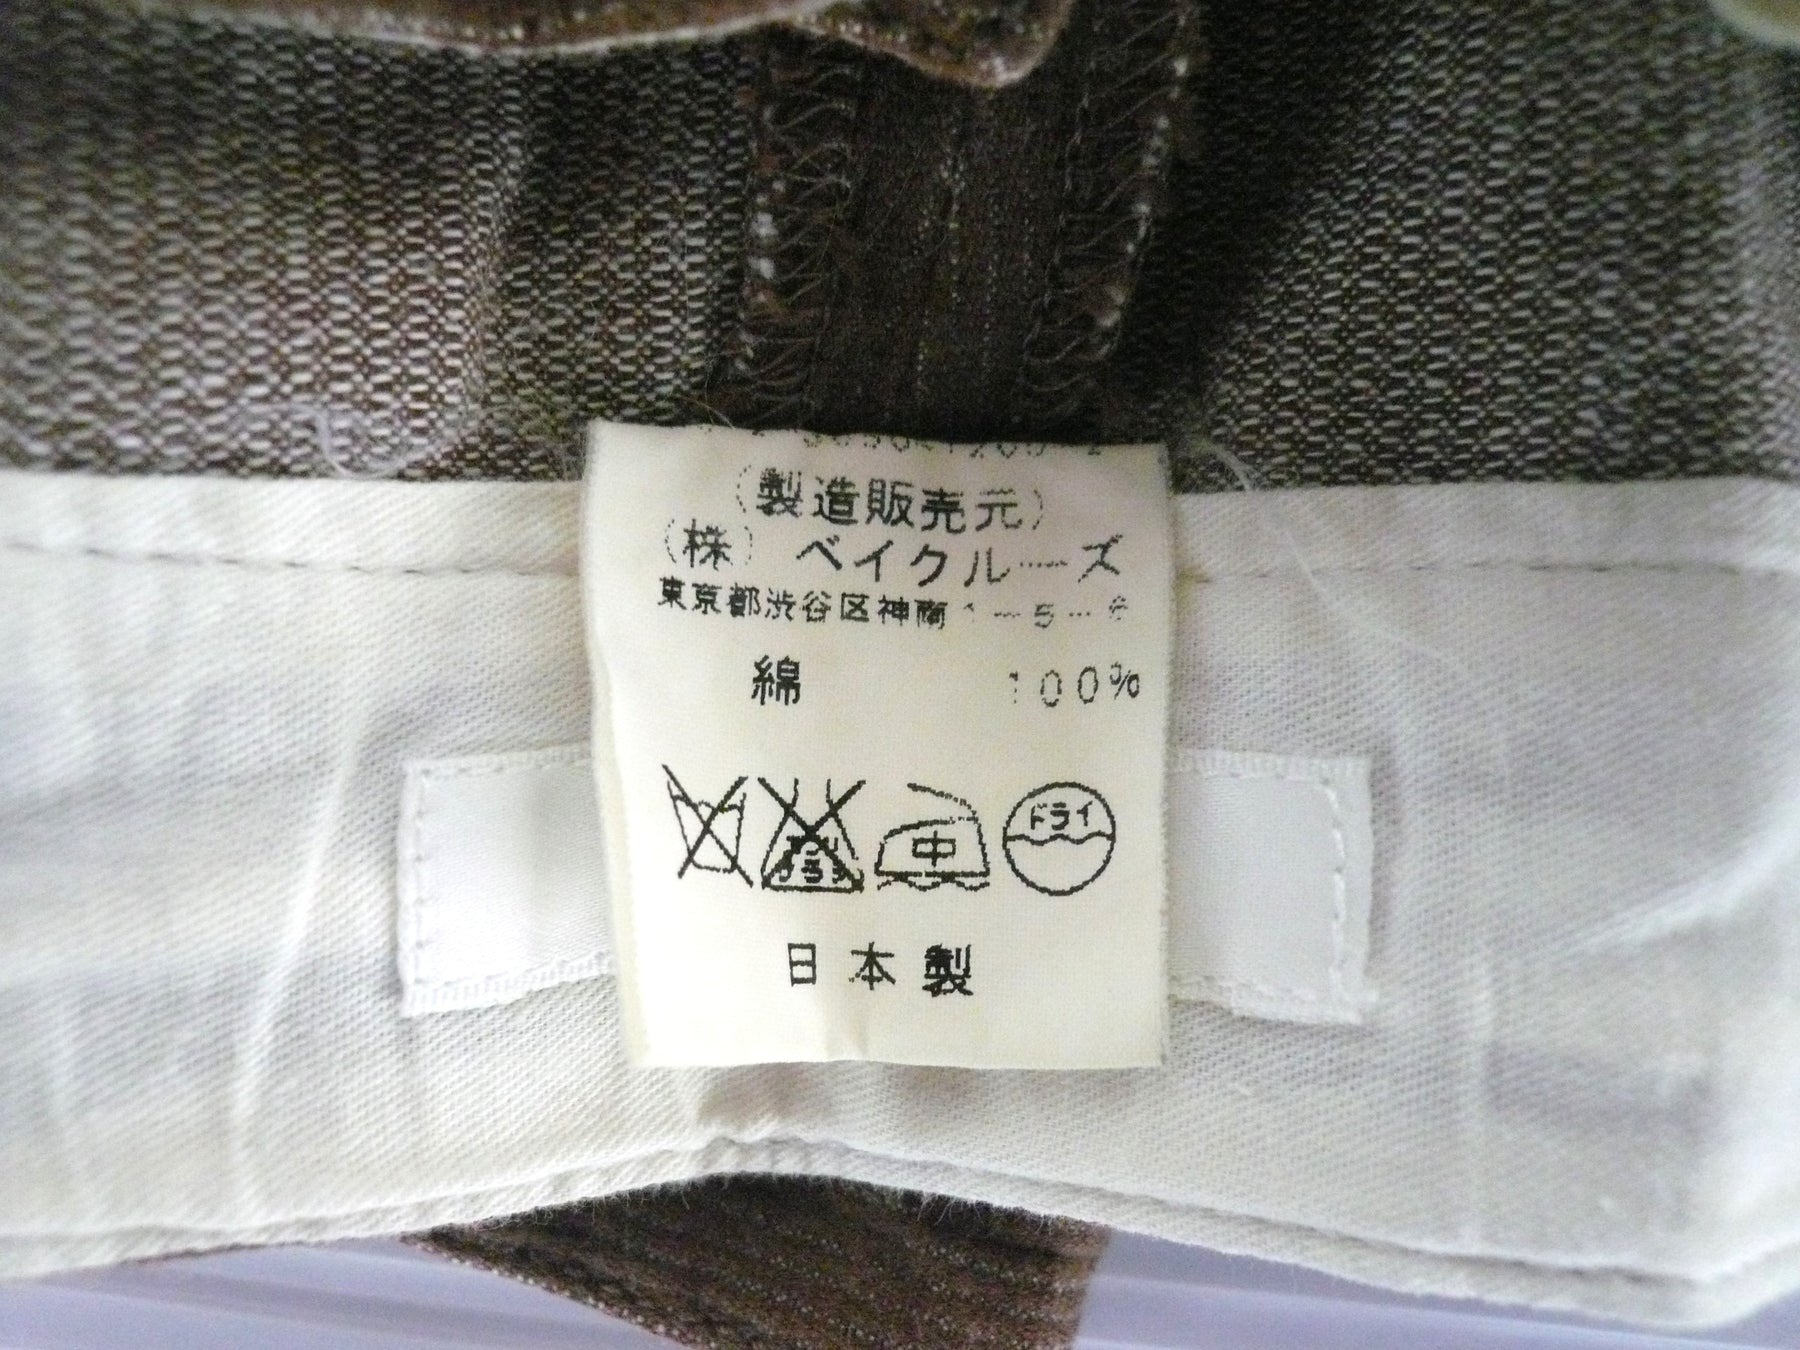 (製造販売元)
(株) ベイクルーズ
東京都渋谷区神南 1-5-6
綿 100%
中 ドライ
日本製